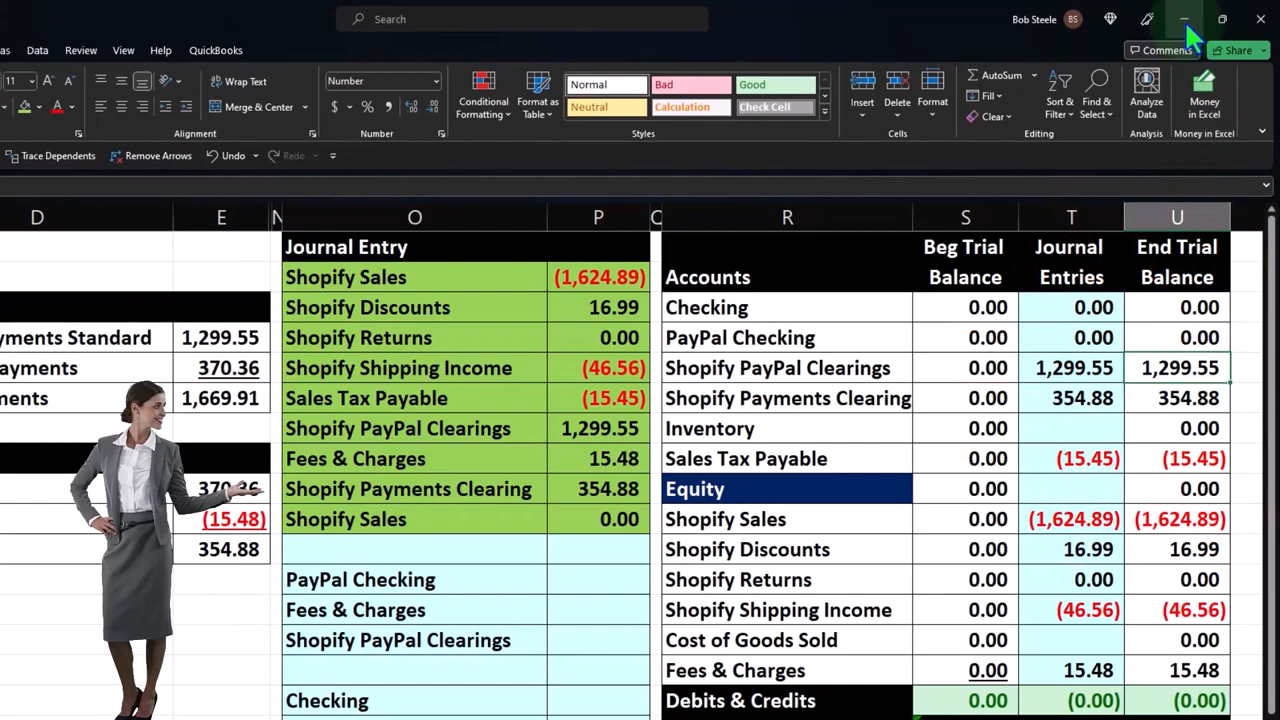 Search
Bob Steele BS
as Data Review View Help QuickBooks
Comments Share
11 A A Wrap Text Number Normal Bad Good AutoSum
Merge & Center $ % Conditional Formatting Format as Table Neutral Calculation Check Cell Insert Delete Format Fill Clear Sort & Filter Find & Select Analyze Data Money in Excel
Alignment Number Styles Cells Editing Analysis Money in Excel
Trace Dependents Remove Arrows Undo Redo
D E N O P R S T U
Journal Entry Beg Trial Journal End Trial
Shopify Sales (1,624.89) Accounts Balance Entries Balance
Shopify Discounts 16.99 Checking 0.00 0.00 0.00
yments Standard 1,299.55 Shopify Returns 0.00 PayPal Checking 0.00 0.00 0.00
ayments 370.36 Shopify Shipping Income (46.56) Shopify PayPal Clearings 0.00 1,299.55 1,299.55
ments 1,669.91 Sales Tax Payable (15.45) Shopify Payments Clearing 0.00 354.88 354.88
Shopify PayPal Clearings 1,299.55 Inventory 0.00 0.00
Fees & Charges 15.48 Sales Tax Payable 0.00 (15.45) (15.45)
370.36 Shopify Payments Clearing 354.88 Equity 0.00 0.00
(15.48) Shopify Sales 0.00 Shopify Sales 0.00 (1,624.89) (1,624.89)
354.88 Shopify Discounts 0.00 16.99 16.99
PayPal Checking Shopify Returns 0.00 0.00 0.00
Fees & Charges Shopify Shipping Income 0.00 (46.56) (46.56)
Shopify PayPal Clearings Cost of Goods Sold 0.00 0.00
Fees & Charges 0.00 15.48 15.48
Checking Debits & Credits 0.00 (0.00) (0.00)